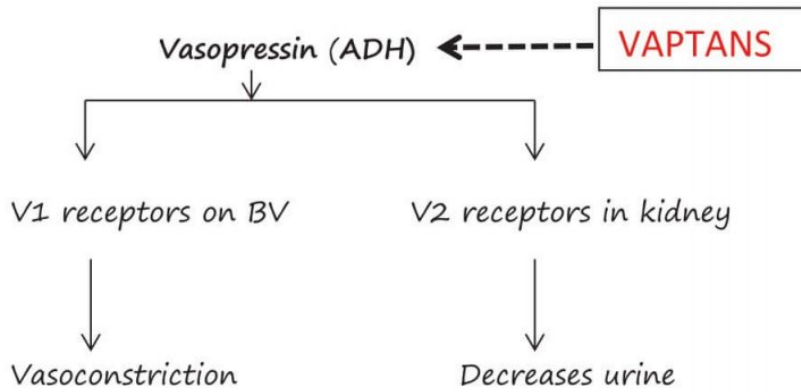 VAPTANS
Vasopressin (ADH)
V1 receptors on BV
V2 receptors in kidney
Vasoconstriction
Decreases urine